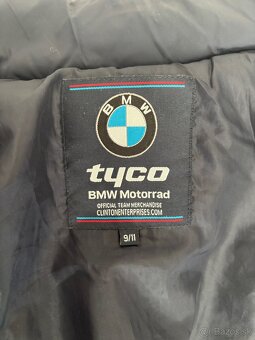 BMW
tyco
BMW Motorrad
OFFICIAL TEAM MERCHANDISE
CLINTONENTERPRISES.COM
9/11